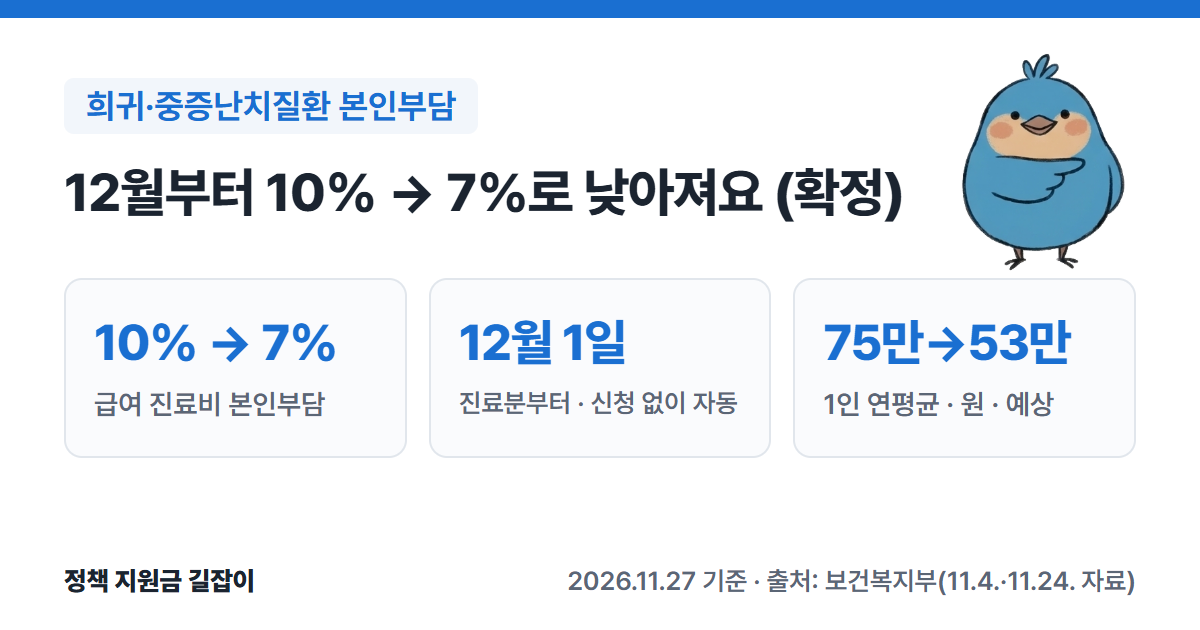 희귀·중증난치질환 본인부담
12월부터 10% → 7%로 낮아져요 (확정)
10% → 7%
급여 진료비 본인부담
12월 1일
진료분부터 · 신청 없이 자동
75만→53만
1인 연평균 · 원 · 예상
정책 지원금 길잡이
2026.11.27 기준 · 출처: 보건복지부(11.4.·11.24. 자료)